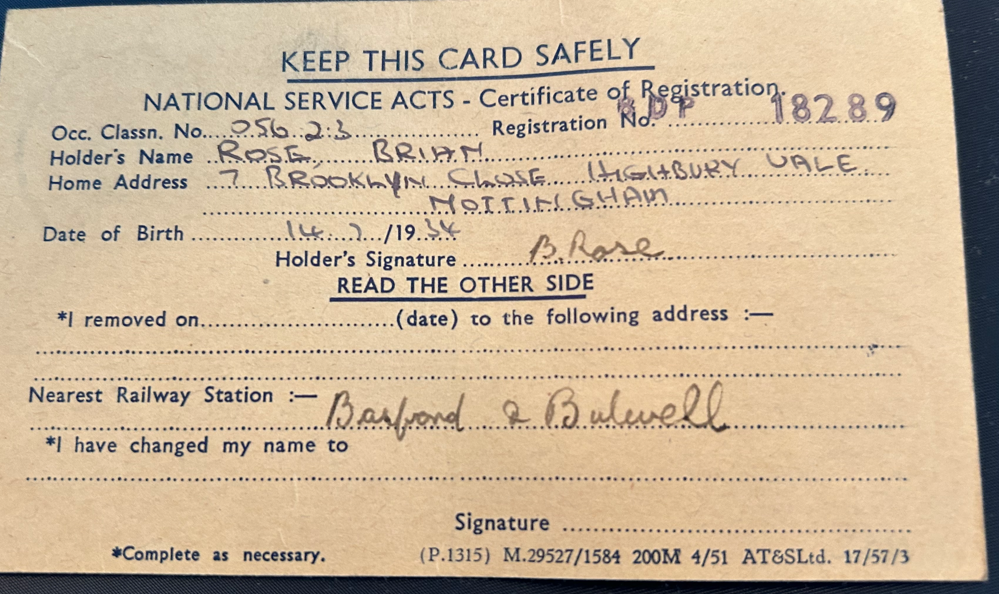 KEEP THIS CARD SAFELY
NATIONAL SERVICE ACTS - Certificate of Registration.
Occ. Classn. No. 056 23 Registration No. BDP 18289
Holder's Name ROSE, BRIAN
Home Address 7 BROOKLYN CLOSE HIGHBURY VALE
NOTTINGHAM
Date of Birth 14 7 /19 34
Holder's Signature B. Rose
READ THE OTHER SIDE
*I removed on (date) to the following address :—
Nearest Railway Station :— Basford & Bulwell
*I have changed my name to
Signature
*Complete as necessary. (P.1315) M.29527/1584 200M 4/51 AT&SLtd. 17/57/3